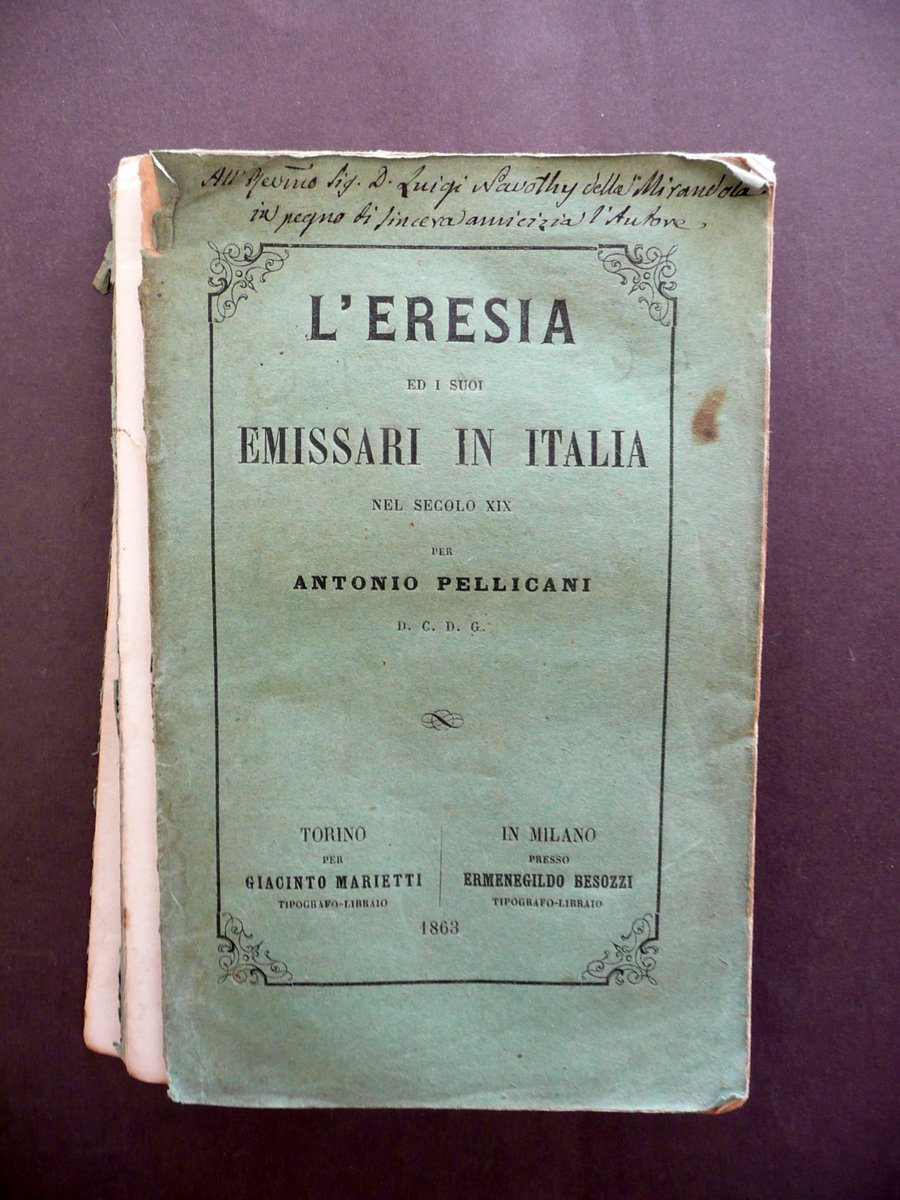 All' Revmo Sig. D. Luigi Navothy della Mirandola
in pegno di sincera amicizia l'Autore.
L'ERESIA
ED I SUOI
EMISSARI IN ITALIA
NEL SECOLO XIX
PER
ANTONIO PELLICANI
D. C. D. G.
TORINO
PER
GIACINTO MARIETTI
TIPOGRAFO-LIBRAIO
IN MILANO
PRESSO
ERMENEGILDO BESOZZI
TIPOGRAFO-LIBRAIO
1863